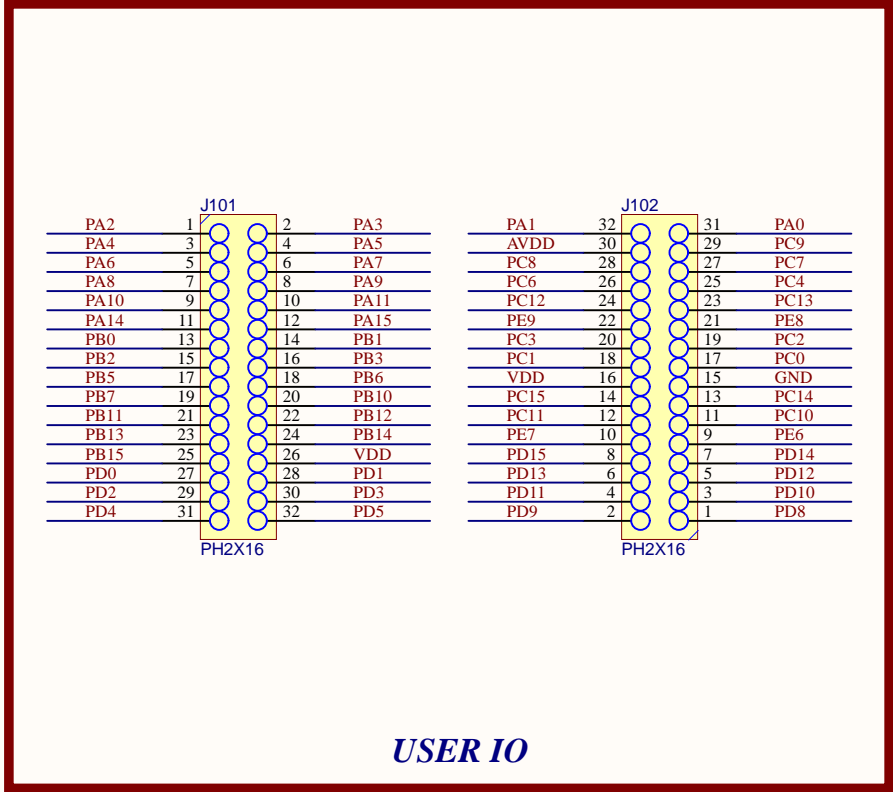 J101 J102
PA2 1 2 PA3 PA1 32 31 PA0
PA4 3 4 PA5 AVDD 30 29 PC9
PA6 5 6 PA7 PC8 28 27 PC7
PA8 7 8 PA9 PC6 26 25 PC4
PA10 9 10 PA11 PC12 24 23 PC13
PA14 11 12 PA15 PE9 22 21 PE8
PB0 13 14 PB1 PC3 20 19 PC2
PB2 15 16 PB3 PC1 18 17 PC0
PB5 17 18 PB6 VDD 16 15 GND
PB7 19 20 PB10 PC15 14 13 PC14
PB11 21 22 PB12 PC11 12 11 PC10
PB13 23 24 PB14 PE7 10 9 PE6
PB15 25 26 VDD PD15 8 7 PD14
PD0 27 28 PD1 PD13 6 5 PD12
PD2 29 30 PD3 PD11 4 3 PD10
PD4 31 32 PD5 PD9 2 1 PD8
PH2X16 PH2X16
USER IO